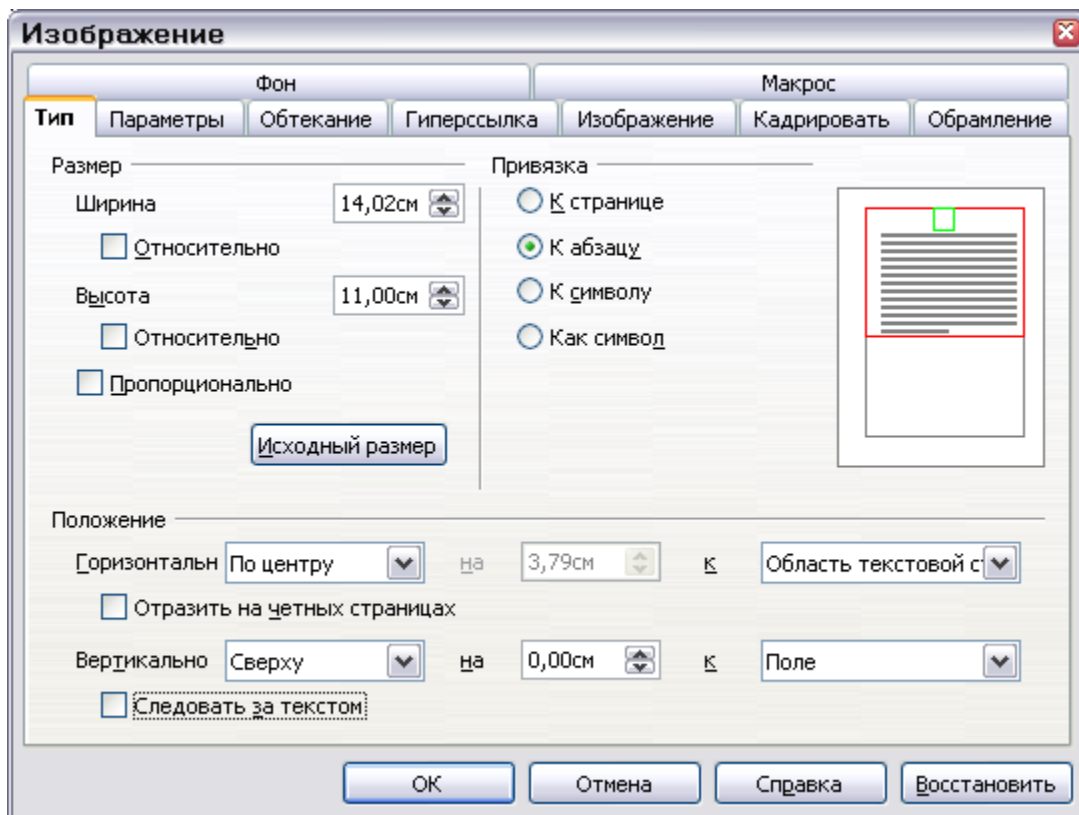 Изображение
Фон Макрос
Тип Параметры Обтекание Гиперссылка Изображение Кадрировать Обрамление
Размер Привязка
Ширина 14,02см К странице
Относительно К абзацу
Высота 11,00см К символу
Относительно Как символ
Пропорционально
Исходный размер
Положение
Горизонтальн По центру на 3,79см к Область текстовой ст
Отразить на четных страницах
Вертикально Сверху на 0,00см к Поле
Следовать за текстом
ОК Отмена Справка Восстановить